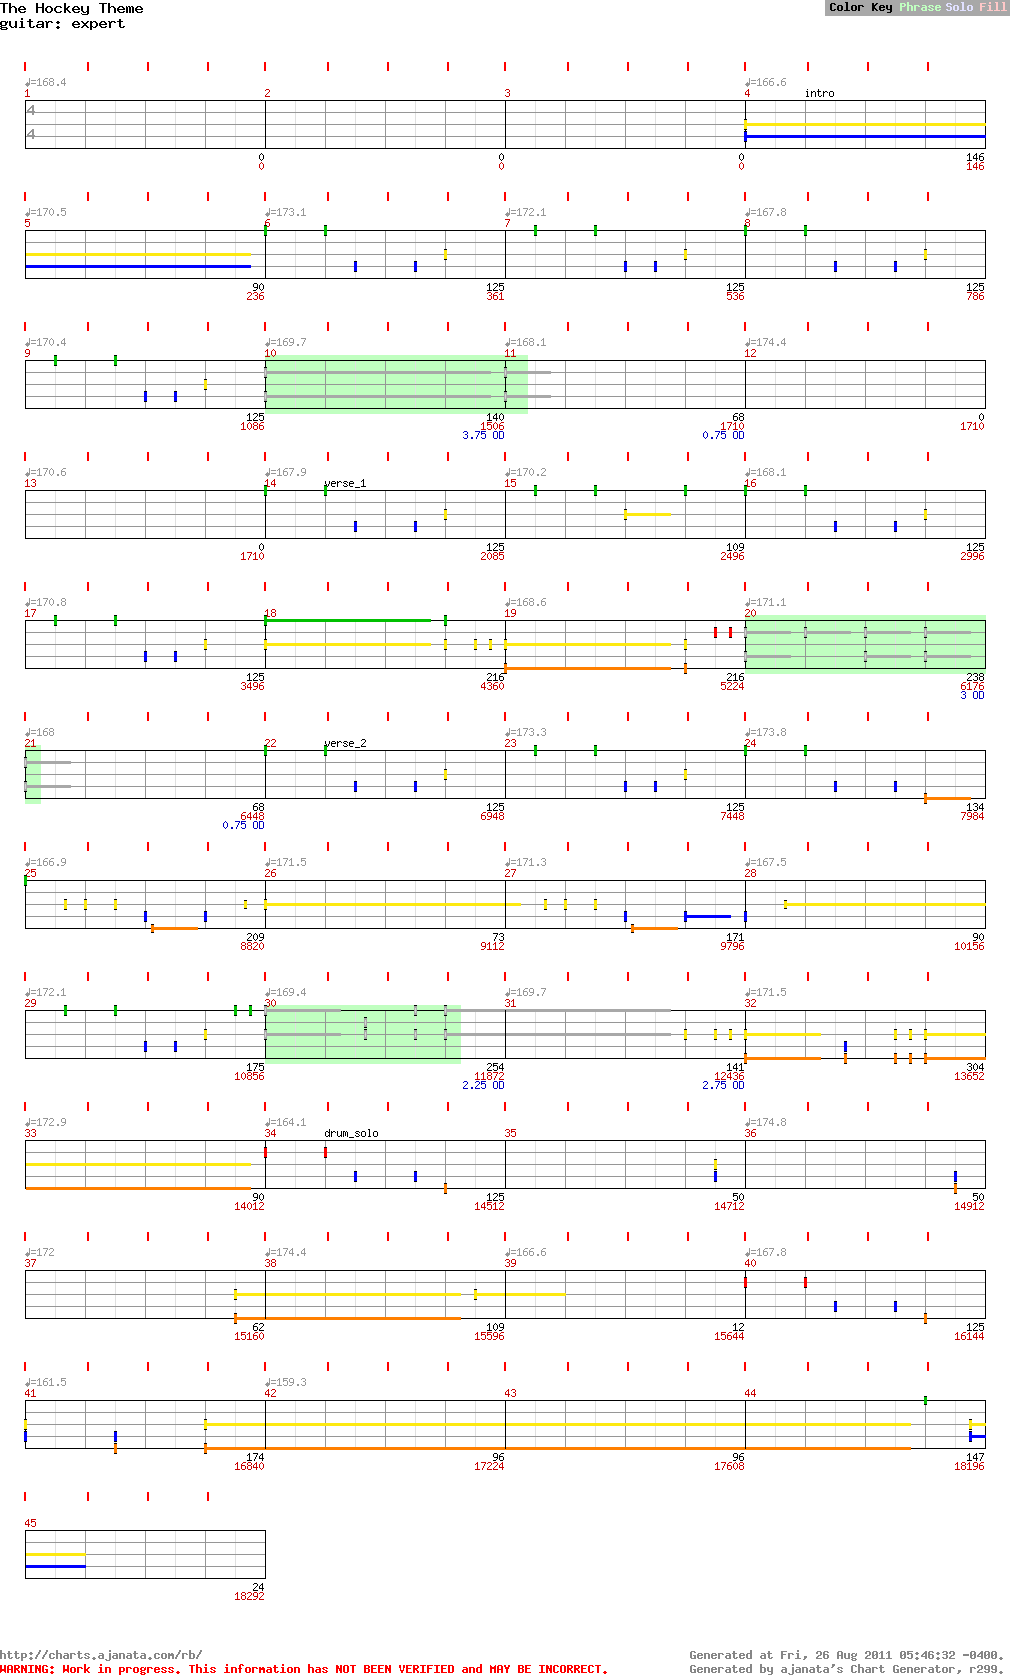 The Hockey Theme
guitar: expert
Color Key Phrase Solo Fill
♩=168.4 ♩=166.6
1 2 3 4 intro
4
4
0 0 0 146
0 0 0 146
♩=170.5 ♩=173.1 ♩=172.1 ♩=167.8
5 6 7 8
90 125 125 125
236 361 536 786
♩=170.4 ♩=169.7 ♩=168.1 ♩=174.4
9 10 11 12
125 140 68 0
1086 1506 1710 1710
3.75 OD 0.75 OD
♩=170.6 ♩=167.9 ♩=170.2 ♩=168.1
13 14 verse_1 15 16
0 125 109 125
1710 2085 2496 2996
♩=170.8 ♩=168.6 ♩=171.1
17 18 19 20
125 216 216 238
3496 4360 5224 6176
3 OD
♩=168 ♩=173.3 ♩=173.8
21 22 verse_2 23 24
68 125 125 134
6448 6948 7448 7984
0.75 OD
♩=166.9 ♩=171.5 ♩=171.3 ♩=167.5
25 26 27 28
209 73 171 90
8820 9112 9796 10156
♩=172.1 ♩=169.4 ♩=169.7 ♩=171.5
29 30 31 32
175 254 141 304
10856 11872 12436 13652
2.25 OD 2.75 OD
♩=172.9 ♩=164.1 ♩=174.8
33 34 drum_solo 35 36
90 125 50 50
14012 14512 14712 14912
♩=172 ♩=174.4 ♩=166.6 ♩=167.8
37 38 39 40
62 109 12 125
15160 15596 15644 16144
♩=161.5 ♩=159.3
41 42 43 44
174 96 96 147
16840 17224 17608 18196
45
24
18292
http://charts.ajanata.com/rb/ Generated at Fri, 26 Aug 2011 05:46:32 -0400.
WARNING: Work in progress. This information has NOT BEEN VERIFIED and MAY BE INCORRECT. Generated by ajanata's Chart Generator, r299.